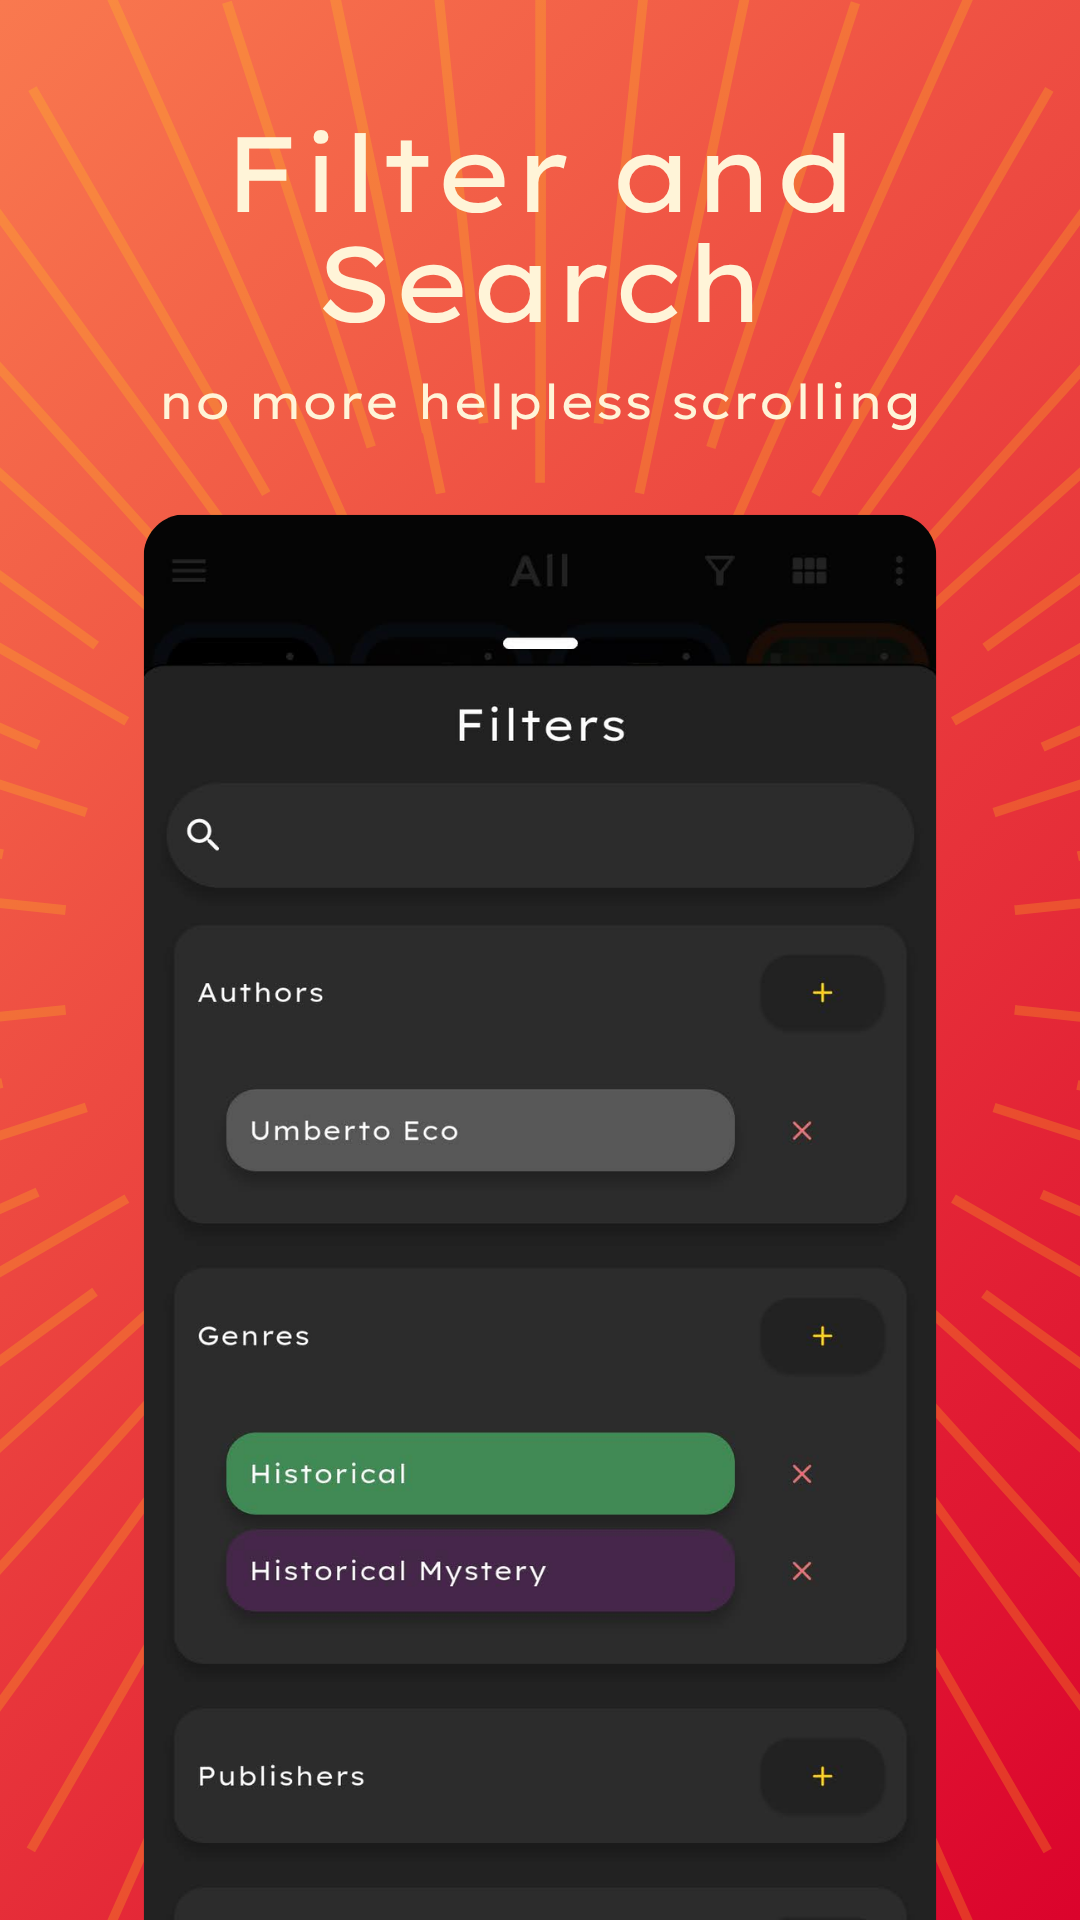 Filter and
Search
no more helpless scrolling
All
Filters
Authors
Umberto Eco
Genres
Historical
Historical Mystery
Publishers